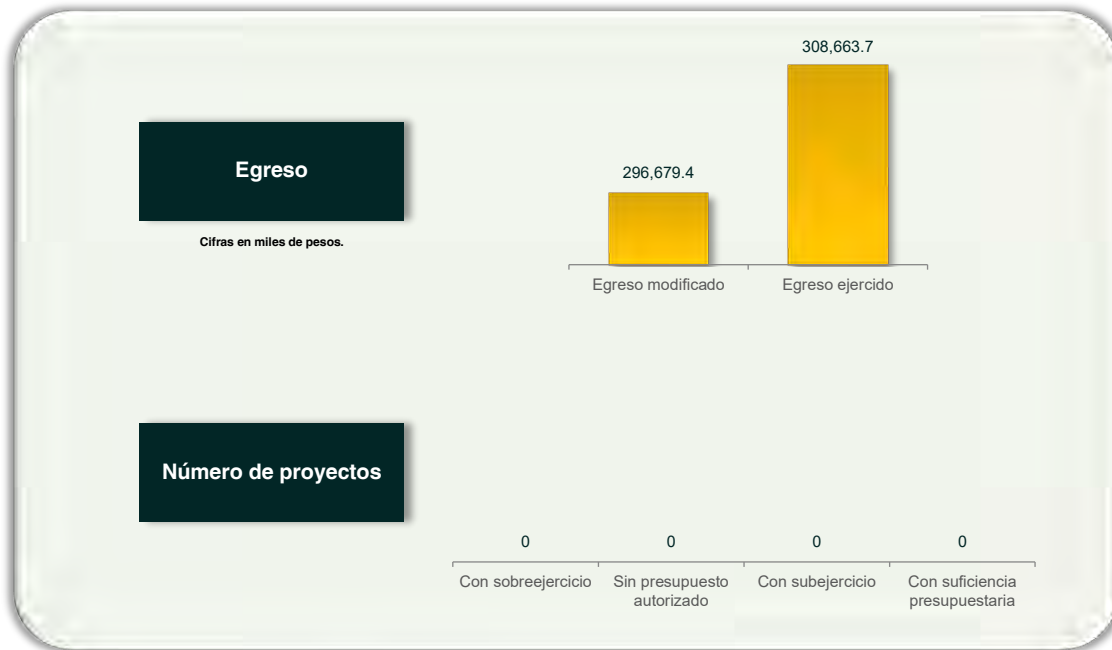 308,663.7
Egreso
296,679.4
Cifras en miles de pesos.
Egreso modificado
Egreso ejercido
Número de proyectos
0
0
0
0
Con sobreejercicio
Sin presupuesto
autorizado
Con subejercicio
Con suficiencia
presupuestaria